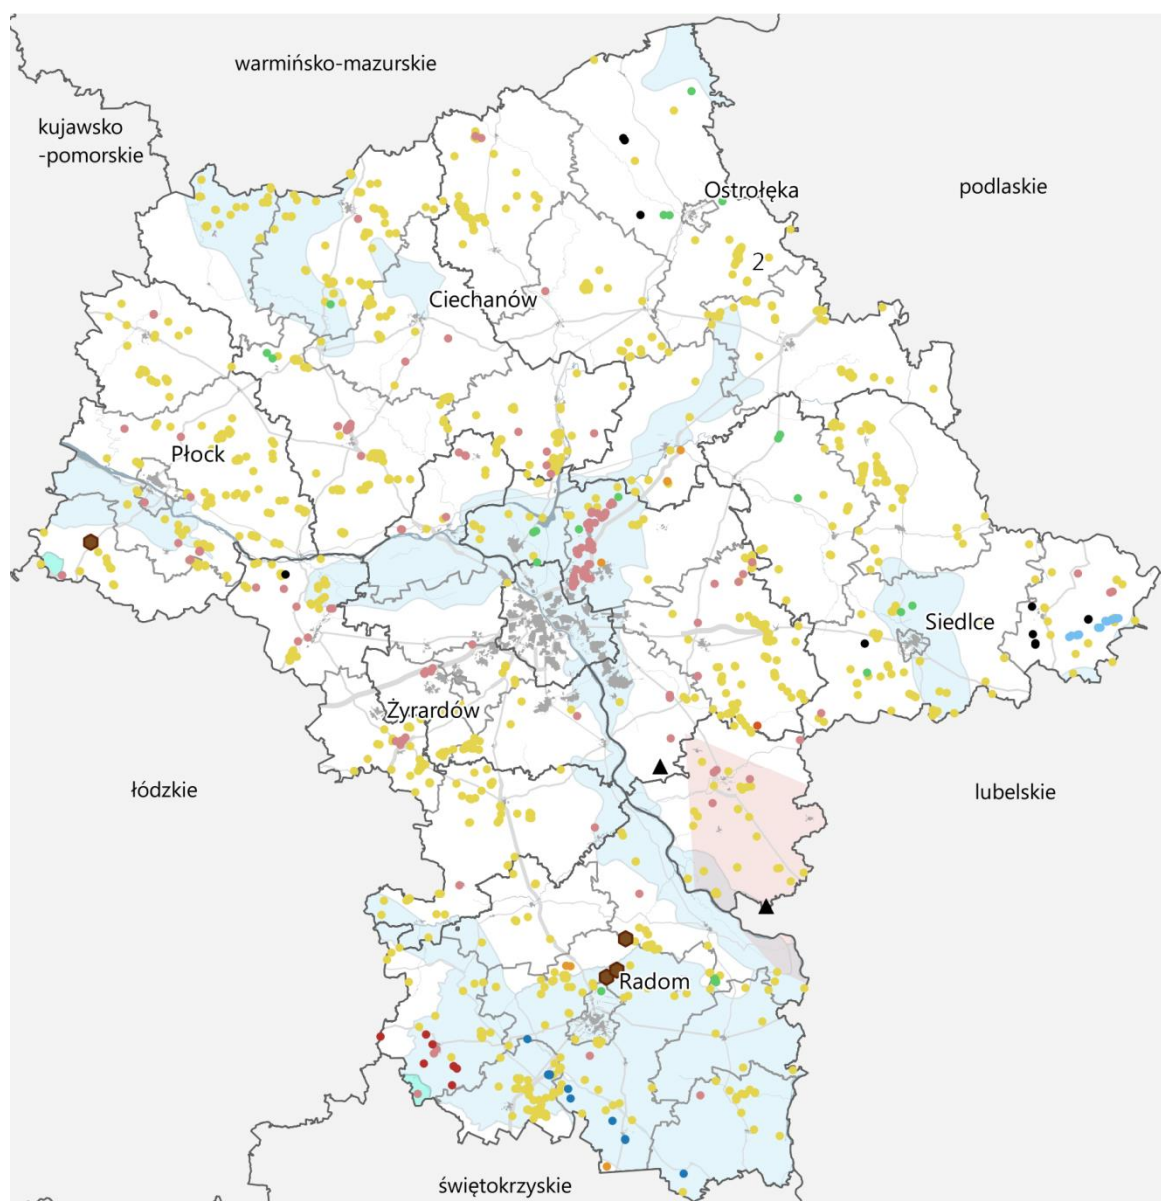 warmińsko-mazurskie
kujawsko
-pomorskie
podlaskie
Ostrołęka
2
Ciechanów
Płock
Siedlce
Żyrardów
łódzkie
lubelskie
Radom
świętokrzyskie